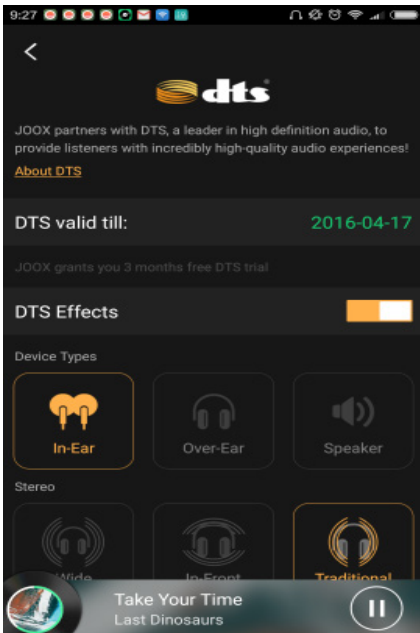 9:27
dts
JOOX partners with DTS, a leader in high definition audio, to
provide listeners with incredibly high-quality audio experiences!
About DTS
DTS valid till: 2016-04-17
JOOX grants you 3 months free DTS trial
DTS Effects
Device Types
In-Ear Over-Ear Speaker
Stereo
Wide In-Front Traditional
Take Your Time
Last Dinosaurs